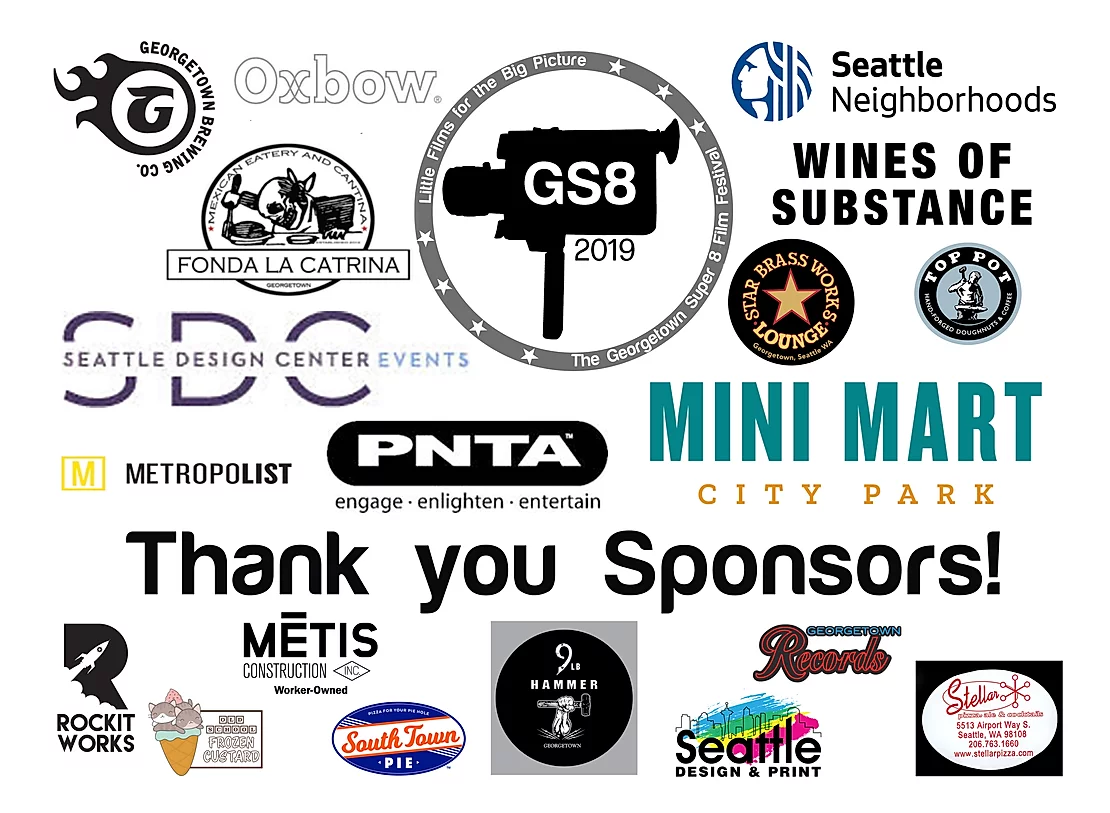 GEORGETOWN BREWING CO.
G
Oxbow®
Little Films for the Big Picture
GS8
2019
The Georgetown Super 8 Film Festival
Seattle
Neighborhoods
WINES OF
SUBSTANCE
MEXICAN EATERY AND CANTINA
FONDA LA CATRINA
GEORGETOWN
STAR BRASS WORKS
LOUNGE
Georgetown, Seattle WA
TOP POT
HAND-FORGED DOUGHNUTS & COFFEE
SDC
SEATTLE DESIGN CENTER EVENTS
MINI MART
CITY PARK
M METROPOLIST
PNTA™
engage · enlighten · entertain
Thank you Sponsors!
ROCKIT
WORKS
MĒTIS
CONSTRUCTION INC.
Worker-Owned
OLD
SCHOOL
FROZEN
CUSTARD
PIZZA FOR YOUR PIE HOLE
South Town
PIE
9 LB
HAMMER
GEORGETOWN
GEORGETOWN
Records
Seattle
DESIGN & PRINT
Stellar
pizza, ale & cocktails
5513 Airport Way S.
Seattle, WA 98108
206.763.1660
www.stellarpizza.com